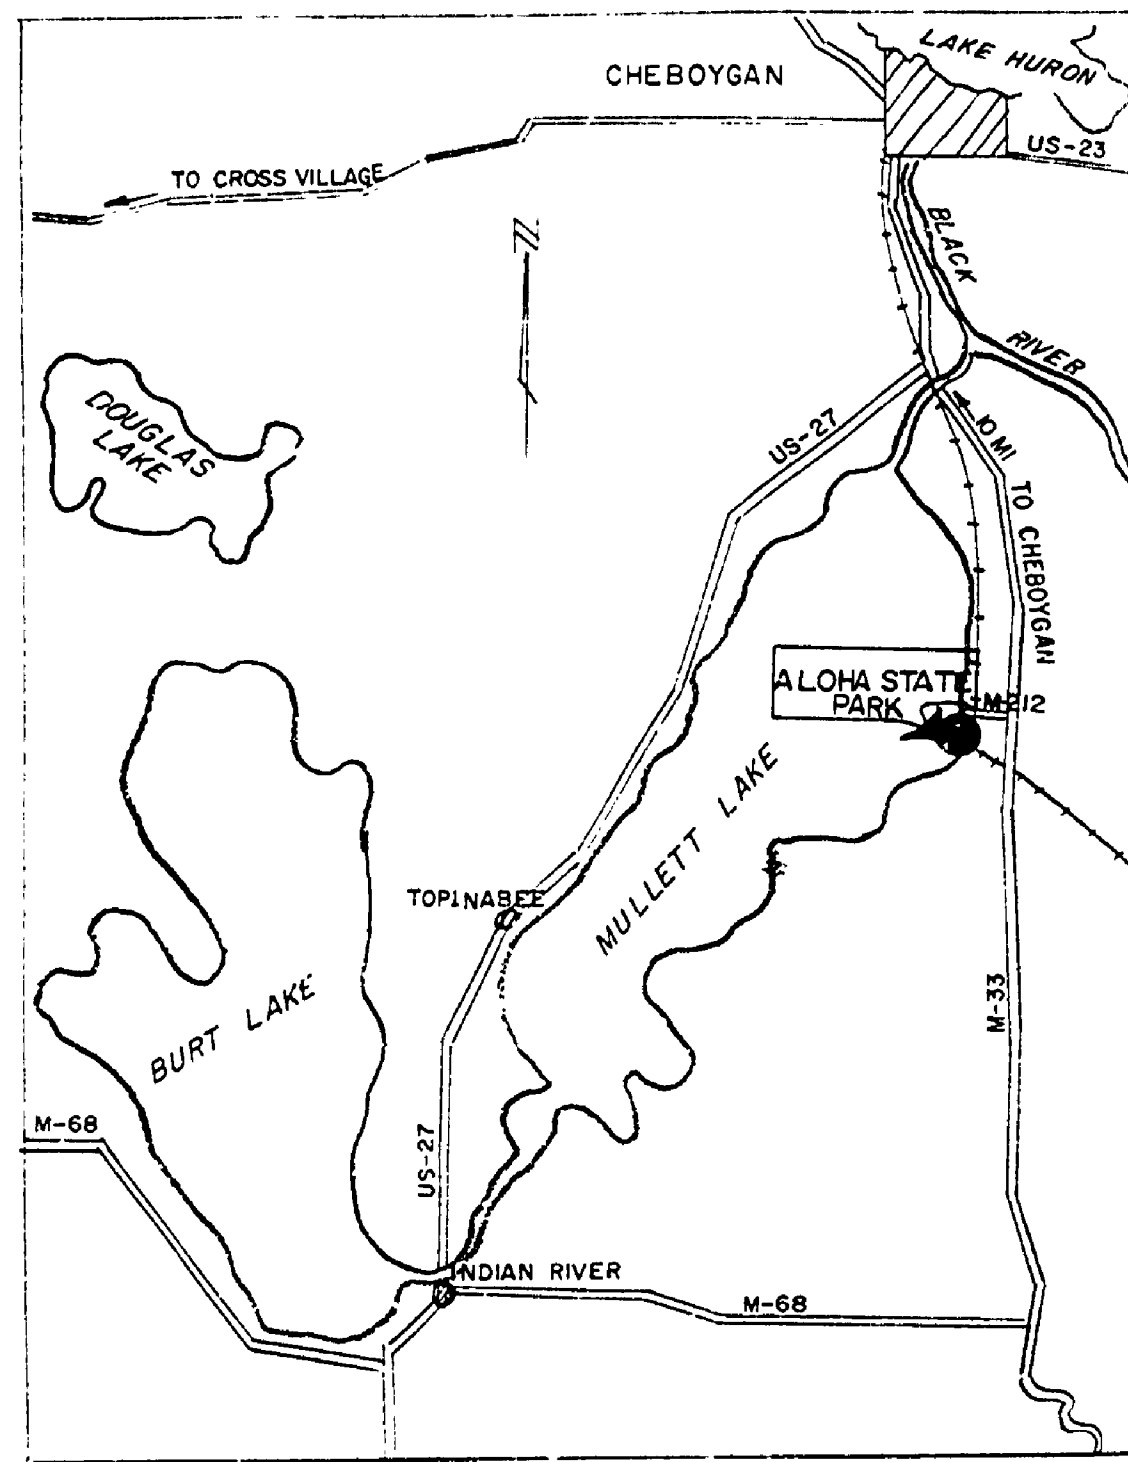 LAKE HURON
CHEBOYGAN
US-23
TO CROSS VILLAGE
N
BLACK
RIVER
DOUGLAS
LAKE
US-27
10 MI
TO CHEBOYGAN
ALOHA STATE
PARK
M-212
MULLETT LAKE
TOPINABEE
BURT LAKE
M-33
M-68
US-27
INDIAN RIVER
M-68